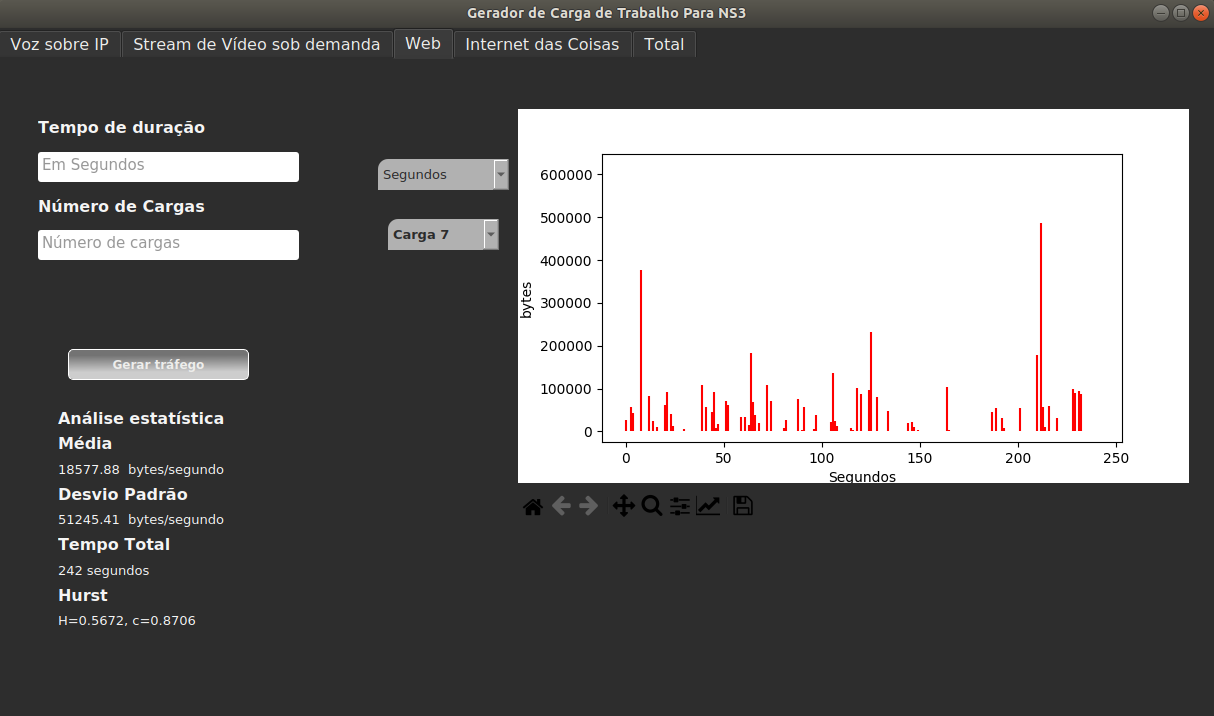 Gerador de Carga de Trabalho Para NS3
Voz sobre IP
Stream de Vídeo sob demanda
Web
Internet das Coisas
Total
Tempo de duração
Em Segundos
Número de Cargas
Número de cargas
Segundos
Carga 7
Gerar tráfego
Análise estatística
Média
18577.88 bytes/segundo
Desvio Padrão
51245.41 bytes/segundo
Tempo Total
242 segundos
Hurst
H=0.5672, c=0.8706
600000
500000
400000
300000
200000
100000
0
bytes
0 50 100 150 200 250
Segundos